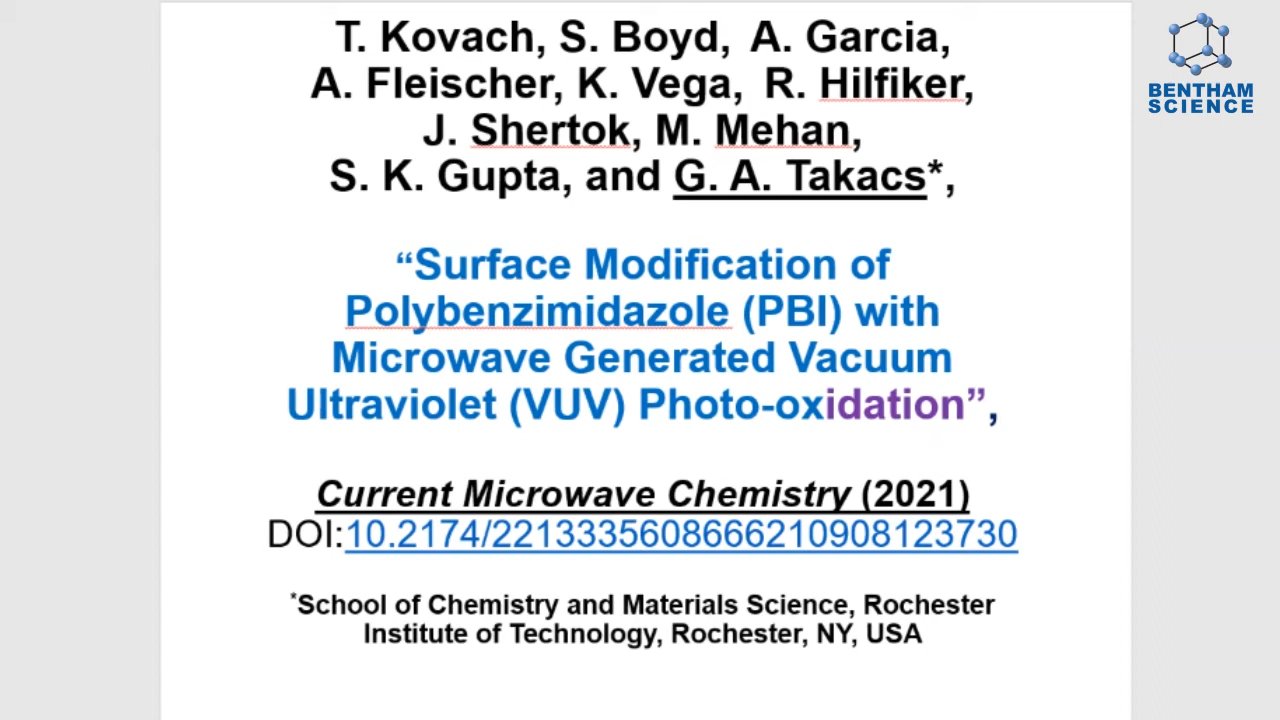 T. Kovach, S. Boyd, A. Garcia,
A. Fleischer, K. Vega, R. Hilfiker,
J. Shertok, M. Mehan,
S. K. Gupta, and G. A. Takacs*,
“Surface Modification of
Polybenzimidazole (PBI) with
Microwave Generated Vacuum
Ultraviolet (VUV) Photo-oxidation”,
Current Microwave Chemistry (2021)
DOI:10.2174/2213335608666210908123730
*School of Chemistry and Materials Science, Rochester
Institute of Technology, Rochester, NY, USA
BENTHAM
SCIENCE